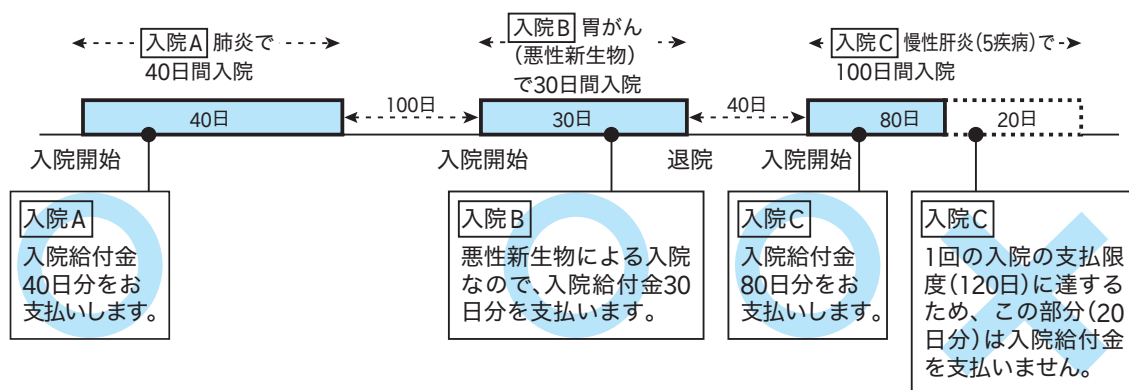 入院A 肺炎で
40日間入院
入院B 胃がん
(悪性新生物)
で30日間入院
入院C 慢性肝炎(5疾病)で
100日間入院
40日
100日
30日
40日
80日
20日
入院開始
入院開始
退院
入院開始
入院A
入院給付金
40日分をお
支払いします。
入院B
悪性新生物による入院
なので、入院給付金30
日分を支払います。
入院C
入院給付金
80日分をお
支払いします。
入院C
1回の入院の支払限
度(120日)に達する
ため、この部分(20
日分)は入院給付金
を支払いません。